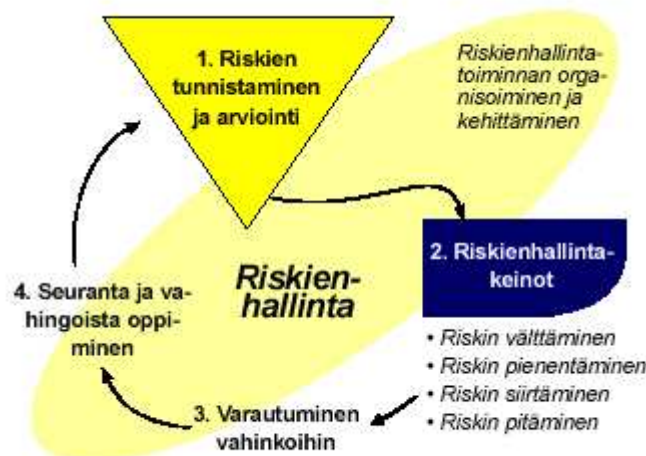 1. Riskien
tunnistaminen
ja arviointi
Riskienhallinta-
toiminnan orga-
nisoiminen ja
kehittäminen
2. Riskienhallinta-
keinot
• Riskin välttäminen
• Riskin pienentäminen
• Riskin siirtäminen
• Riskin pitäminen
3. Varautuminen
vahinkoihin
4. Seuranta ja va-
hingoista oppi-
minen
Riskien-
hallinta